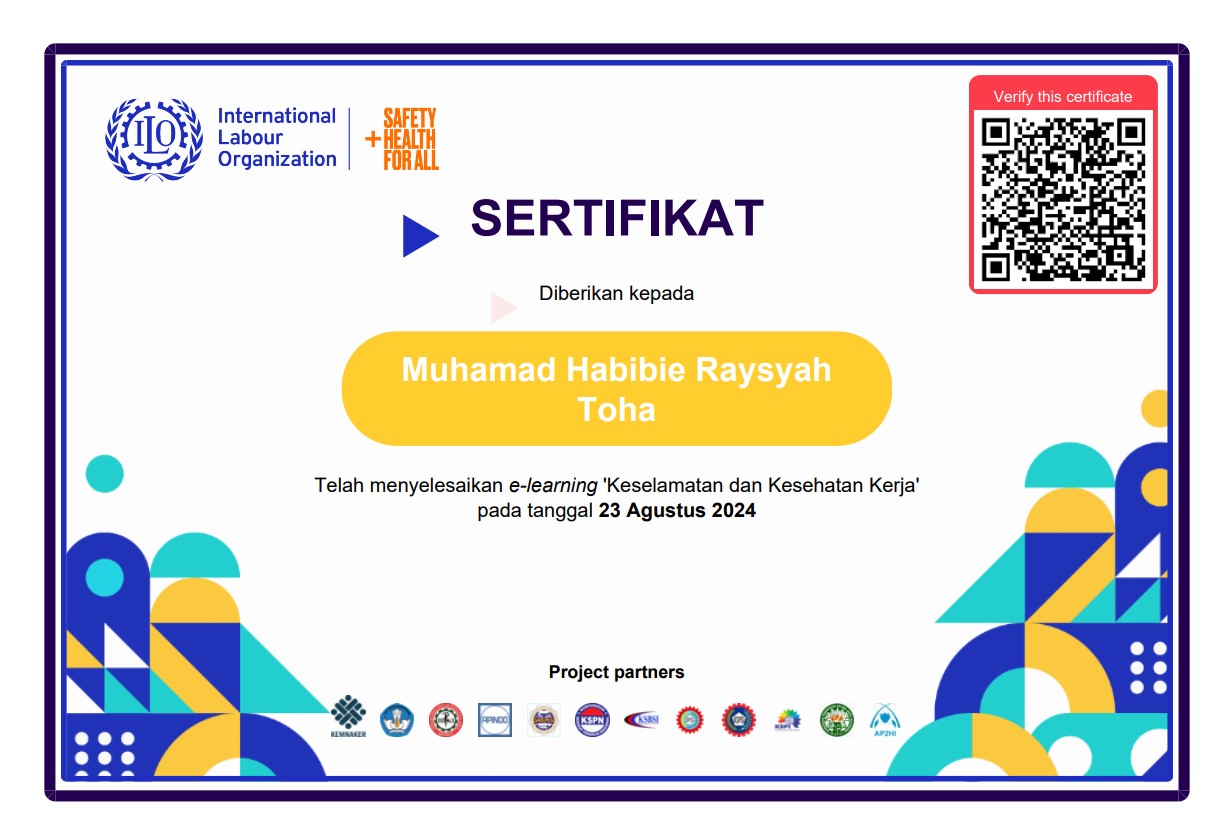 ILO
International
Labour
Organization
SAFETY
+ HEALTH
FOR ALL
Verify this certificate
SERTIFIKAT
Diberikan kepada
Muhamad Habibie Raysyah
Toha
Telah menyelesaikan e-learning 'Keselamatan dan Kesehatan Kerja'
pada tanggal 23 Agustus 2024
Project partners
KEMNAKER
APINDO
KSPN
KSBSI
KSPI
AP2HI